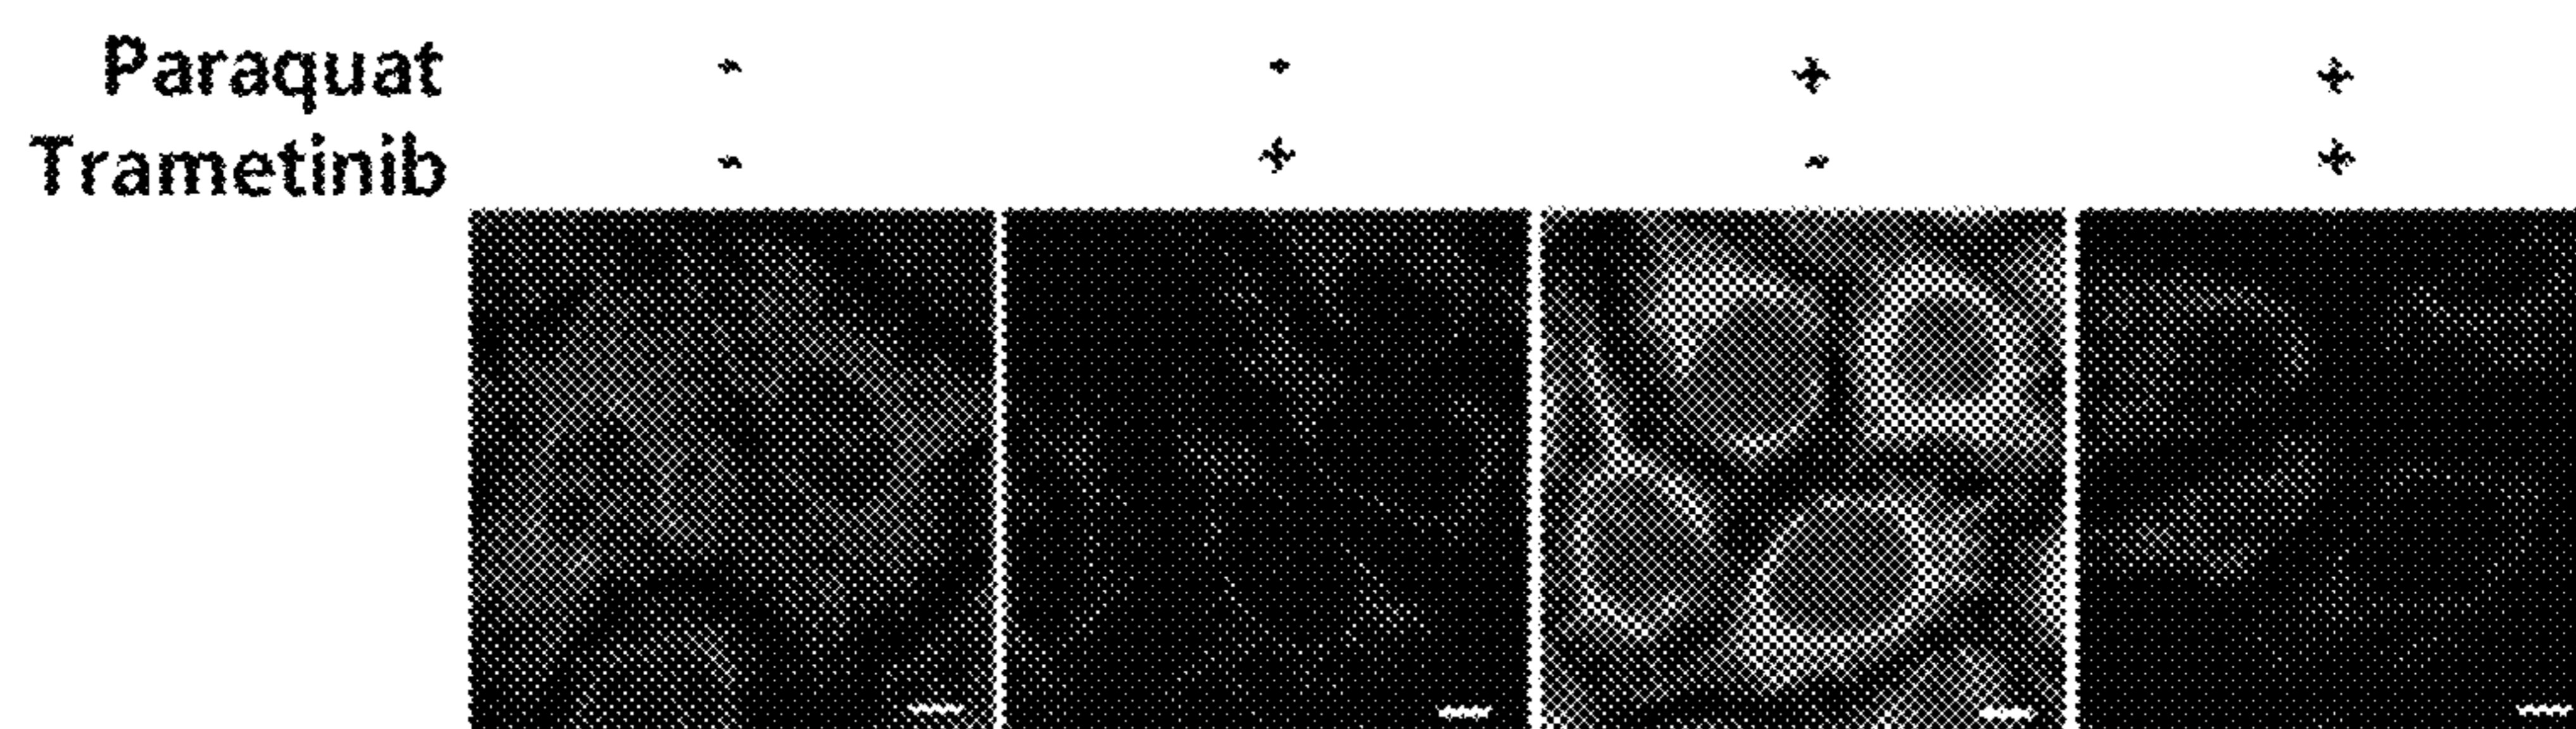 Paraquat - - + +
Trametinib - + - +